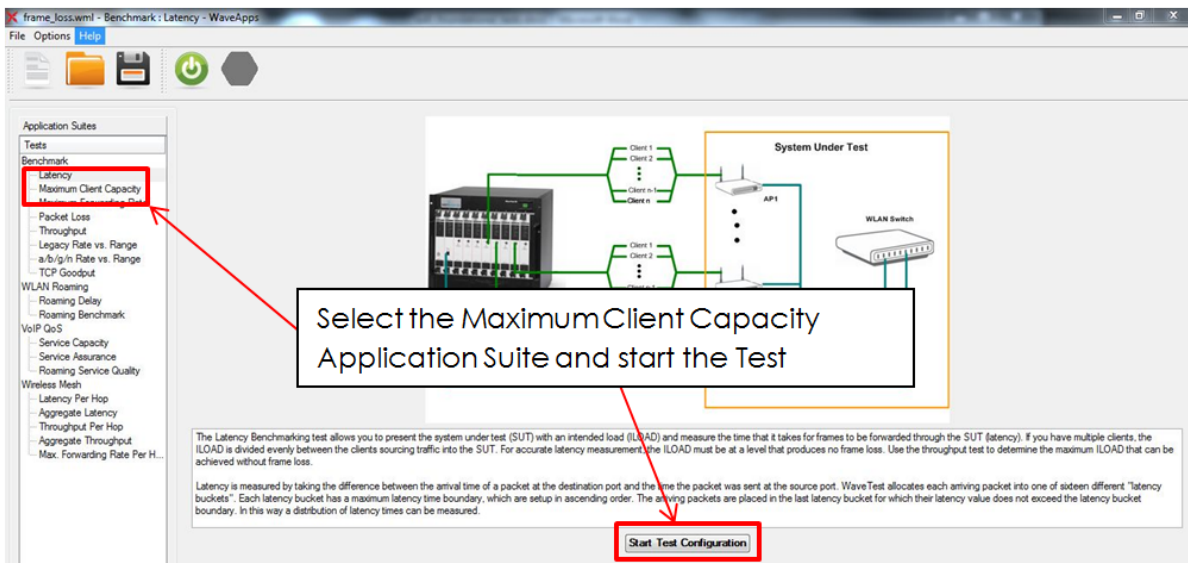 frame_loss.wml - Benchmark : Latency - WaveApps
File Options Help
Application Suites
Tests
Benchmark
Latency
Maximum Client Capacity
Maximum Forwarding Rate
Packet Loss
Throughput
Legacy Rate vs. Range
a/b/g/n Rate vs. Range
TCP Goodput
WLAN Roaming
Roaming Delay
Roaming Benchmark
VoIP QoS
Service Capacity
Service Assurance
Roaming Service Quality
Wireless Mesh
Latency Per Hop
Aggregate Latency
Throughput Per Hop
Aggregate Throughput
Max. Forwarding Rate Per H...
System Under Test
Client 1
Client 2
Client n-1
Client n
AP1
WLAN Switch
Client 1
Client 2
Client n-1
Select the Maximum Client Capacity
Application Suite and start the Test
The Latency Benchmarking test allows you to present the system under test (SUT) with an intended load (ILOAD) and measure the time that it takes for frames to be forwarded through the SUT (latency). If you have multiple clients, the
ILOAD is divided evenly between the clients sourcing traffic into the SUT. For accurate latency measurement, the ILOAD must be at a level that produces no frame loss. Use the throughput test to determine the maximum ILOAD that can be
achieved without frame loss.
Latency is measured by taking the difference between the arrival time of a packet at the destination port and the time the packet was sent at the source port. WaveTest allocates each arriving packet into one of sixteen different "latency
buckets". Each latency bucket has a maximum latency time boundary, which are setup in ascending order. The arriving packets are placed in the last latency bucket for which their latency value does not exceed the latency bucket
boundary. In this way a distribution of latency times can be measured.
Start Test Configuration